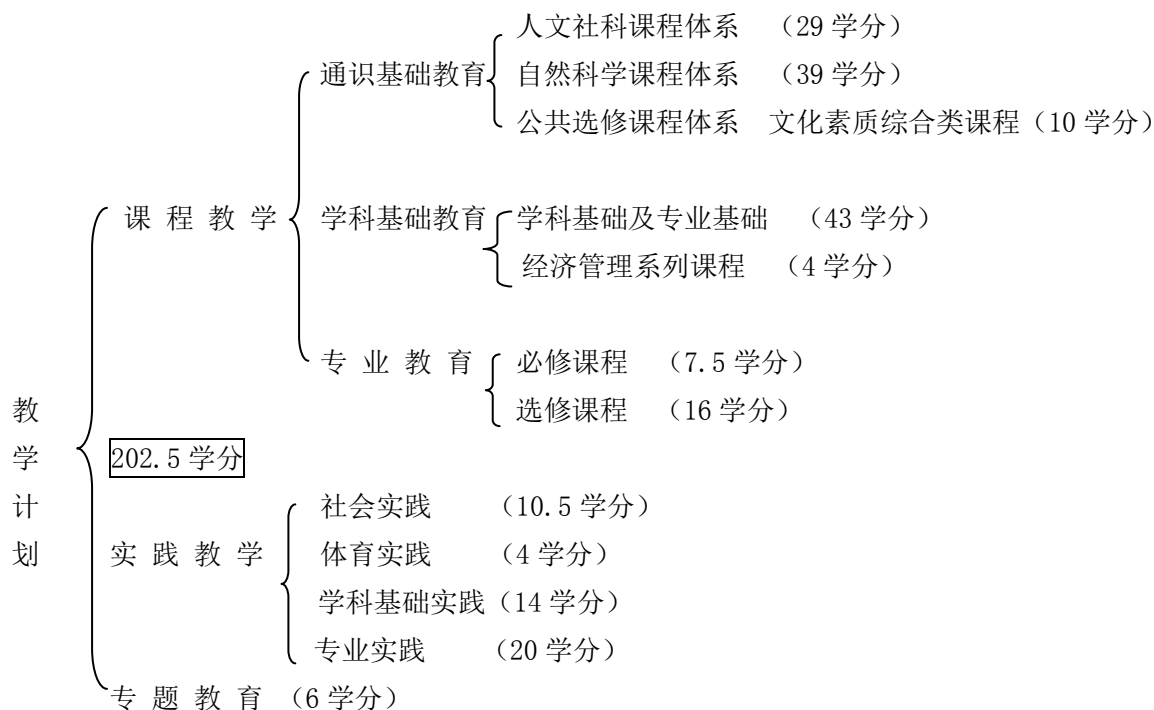 人文社科课程体系 （29 学分）
通识基础教育 自然科学课程体系 （39 学分）
公共选修课程体系 文化素质综合类课程（10 学分）
课 程 教 学 学科基础教育 学科基础及专业基础 （43 学分）
经济管理系列课程 （4 学分）
专 业 教 育 必修课程 （7.5 学分）
教 选修课程 （16 学分）
学 202.5 学分
计 社会实践 （10.5 学分）
划 实 践 教 学 体育实践 （4 学分）
学科基础实践（14 学分）
专业实践 （20 学分）
专 题 教 育 （6 学分）